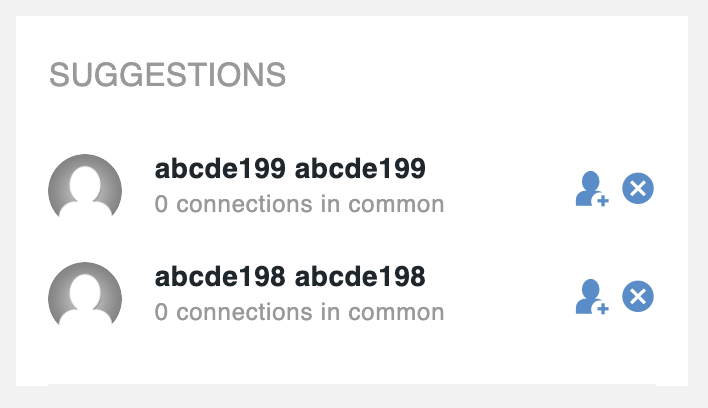 SUGGESTIONS
abcde199 abcde199
0 connections in common
abcde198 abcde198
0 connections in common